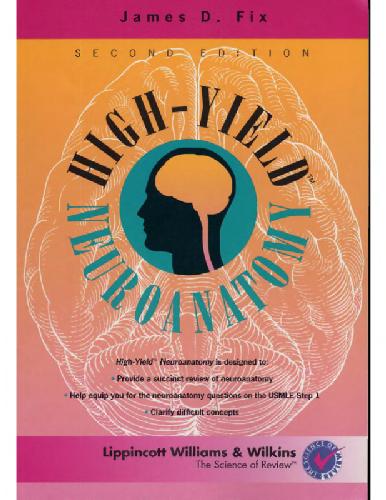 James D. Fix
SECOND EDITION
HIGH-YIELD™
NEUROANATOMY
High-Yield™ Neuroanatomy is designed to:
• Provide a succinct review of neuroanatomy
• Help equip you for the neuroanatomy questions on the USMLE Step 1
• Clarify difficult concepts
Lippincott Williams & Wilkins
The Science of Review™